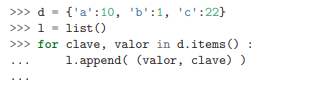 >>> d = {'a':10, 'b':1, 'c':22}
>>> l = list()
>>> for clave, valor in d.items() :
...     l.append( (valor, clave) )
...